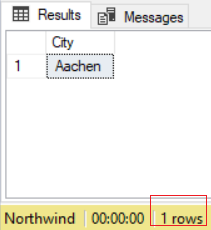 Results Messages
City
1 Aachen
Northwind 00:00:00 1 rows